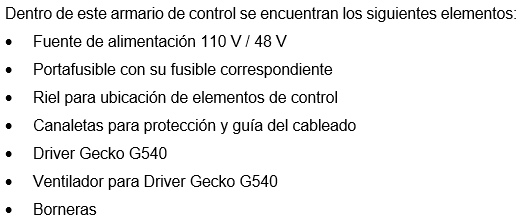 Dentro de este armario de control se encuentran los siguientes elementos:
• Fuente de alimentación 110 V / 48 V
• Portafusible con su fusible correspondiente
• Riel para ubicación de elementos de control
• Canaletas para protección y guía del cableado
• Driver Gecko G540
• Ventilador para Driver Gecko G540
• Borneras